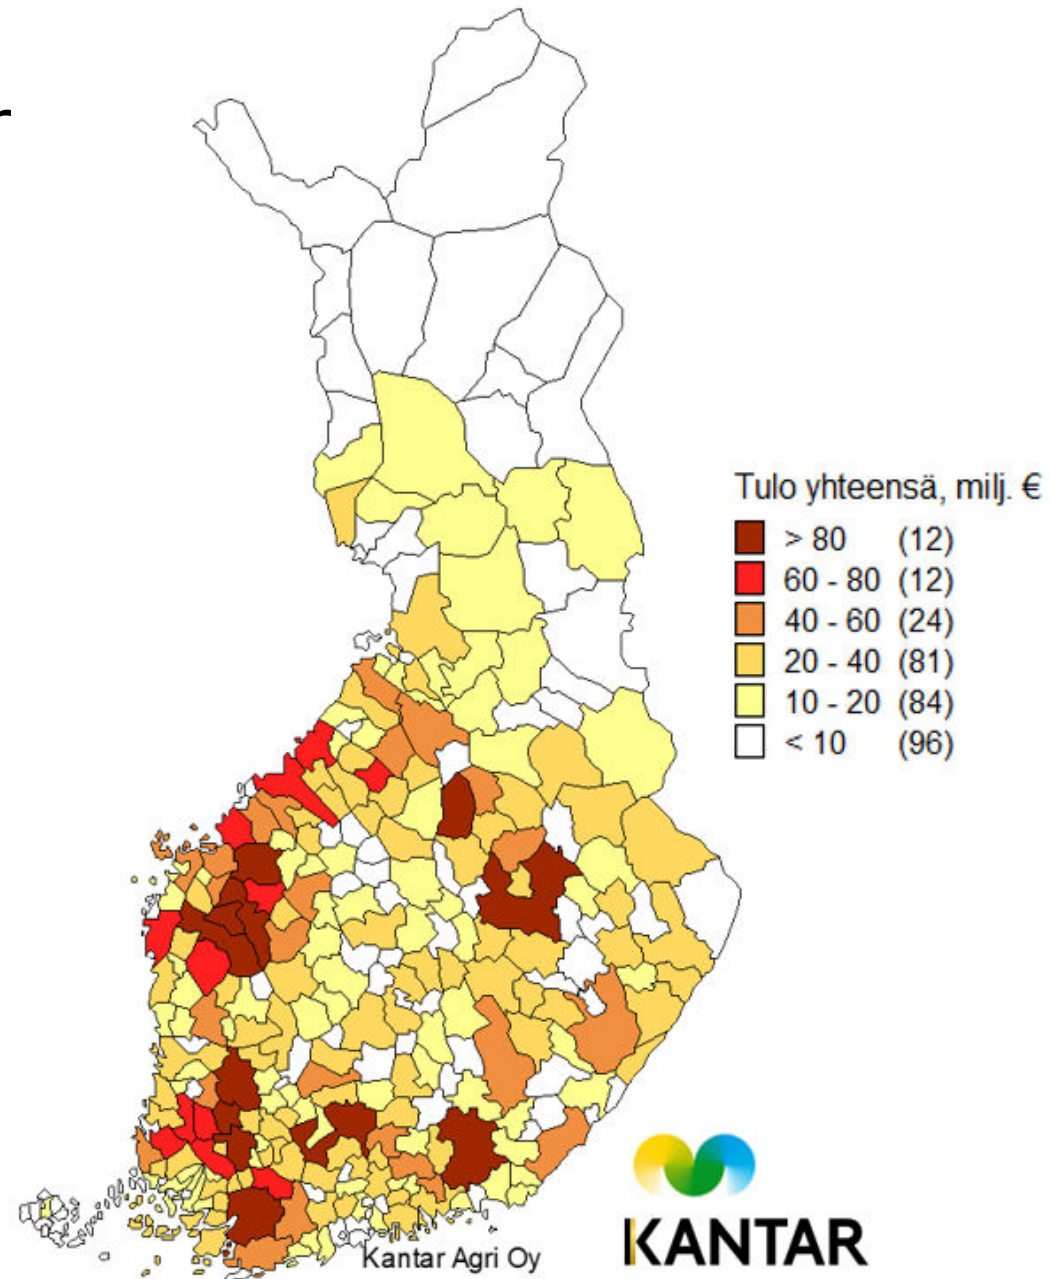 Tulo yhteensä, milj. €
> 80 (12)
60 - 80 (12)
40 - 60 (24)
20 - 40 (81)
10 - 20 (84)
< 10 (96)
Kantar Agri Oy
KANTAR